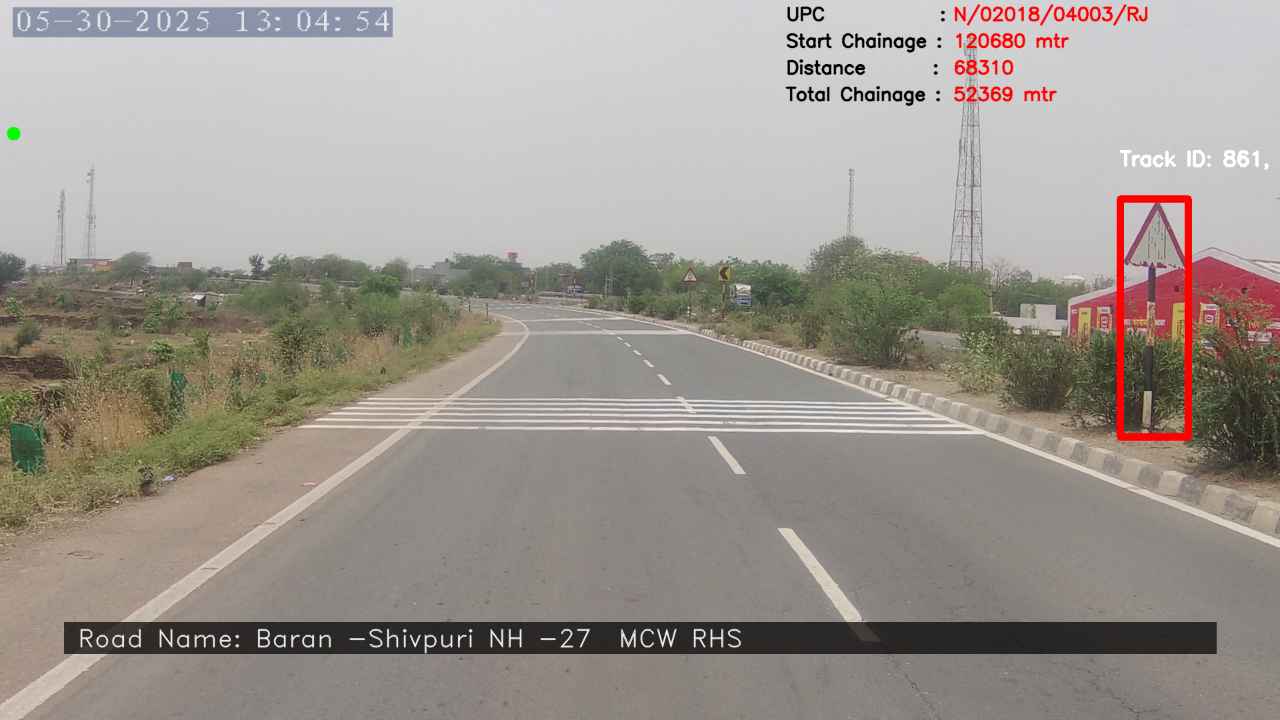 05-30-2025 13:04:54
UPC : N/02018/04003/RJ
Start Chainage : 120680 mtr
Distance : 68310
Total Chainage : 52369 mtr
Track ID: 861,
Road Name: Baran -Shivpuri NH -27 MCW RHS